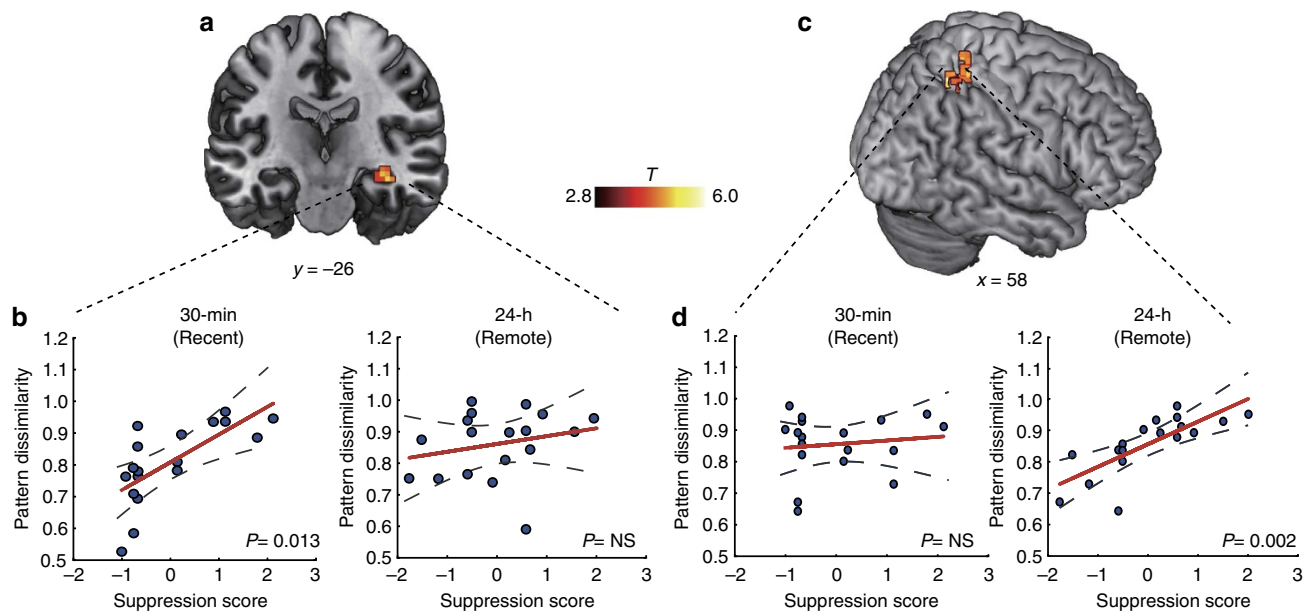 a
c
T
2.8
6.0
y = –26
x = 58
b
30-min
(Recent)
24-h
(Remote)
Pattern dissimilarity
1.2
1.1
1.0
0.9
0.8
0.7
0.6
0.5
P= 0.013
–2
–1
0
1
2
3
Suppression score
Pattern dissimilarity
1.2
1.1
1.0
0.9
0.8
0.7
0.6
0.5
P= NS
–2
–1
0
1
2
3
Suppression score
d
30-min
(Recent)
24-h
(Remote)
Pattern dissimilarity
1.2
1.1
1.0
0.9
0.8
0.7
0.6
0.5
P= NS
–2
–1
0
1
2
3
Suppression score
Pattern dissimilarity
1.2
1.1
1.0
0.9
0.8
0.7
0.6
0.5
P= 0.002
–2
–1
0
1
2
3
Suppression score